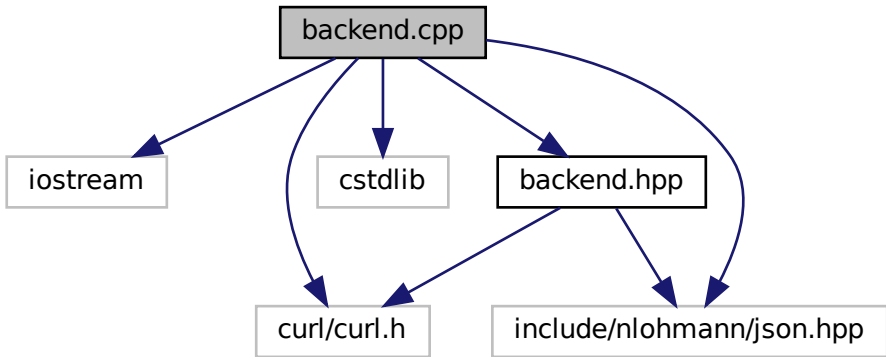 backend.cpp
iostream
cstdlib
backend.hpp
curl/curl.h
include/nlohmann/json.hpp